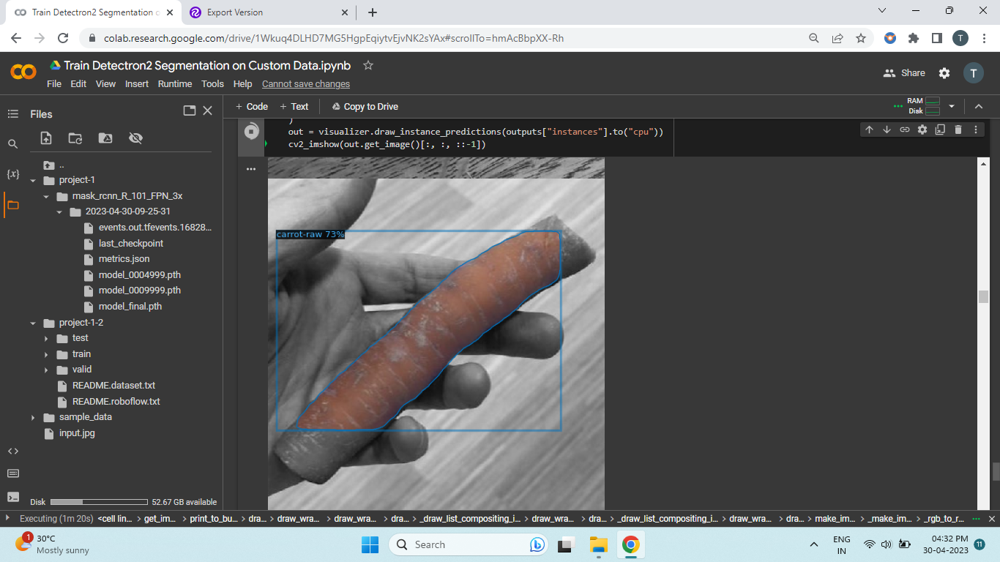 Train Detectron2 Segmentation o
Export Version
colab.research.google.com/drive/1Wkuq4DLHD7MG5HgpEqiytvEjvNK2sYAx#scrollTo=hmAcBbpXX-Rh
T
Train Detectron2 Segmentation on Custom Data.ipynb
File Edit View Insert Runtime Tools Help Cannot save changes
Share
T
Files
+ Code + Text Copy to Drive
RAM
Disk
)
out = visualizer.draw_instance_predictions(outputs["instances"].to("cpu"))
cv2_imshow(out.get_image()[:, :, ::-1])
..
{x}
project-1
mask_rcnn_R_101_FPN_3x
2023-04-30-09-25-31
events.out.tfevents.16828...
last_checkpoint
metrics.json
model_0004999.pth
model_0009999.pth
model_final.pth
project-1-2
test
train
valid
README.dataset.txt
README.roboflow.txt
sample_data
input.jpg
carrot-raw 73%
Disk 52.67 GB available
Executing (1m 20s) <cell lin... > get_im... > print_to_bu... > dra... > draw_wra... > draw_wra... > dra... > _draw_list_compositing_i... > draw_wra... > dra... > _draw_list_compositing_i... > draw_wra... > dra... > make_im... > _make_im... > _rgb_to_r...
1
30°C
Mostly sunny
Search
ENG
IN
04:32 PM
30-04-2023
11